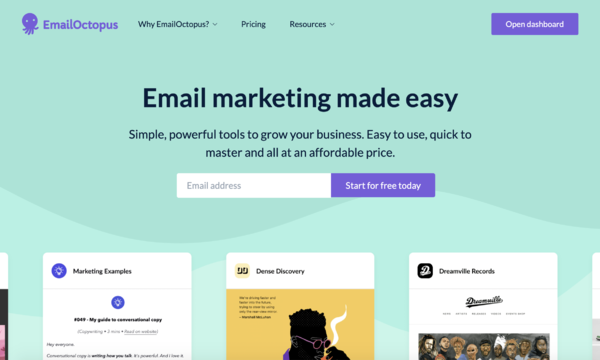 EmailOctopus
Why EmailOctopus?
Pricing
Resources
Open dashboard
Email marketing made easy
Simple, powerful tools to grow your business. Easy to use, quick to
master and all at an affordable price.
Email address
Start for free today
Marketing Examples
#049 - My guide to conversational copy
(Copywriting • 2 mins • Read on website)
Hey everyone
Conversational copy is writing how you talk. It's powerful. And I love it.
Dense Discovery
Dreamville Records
Dreamville